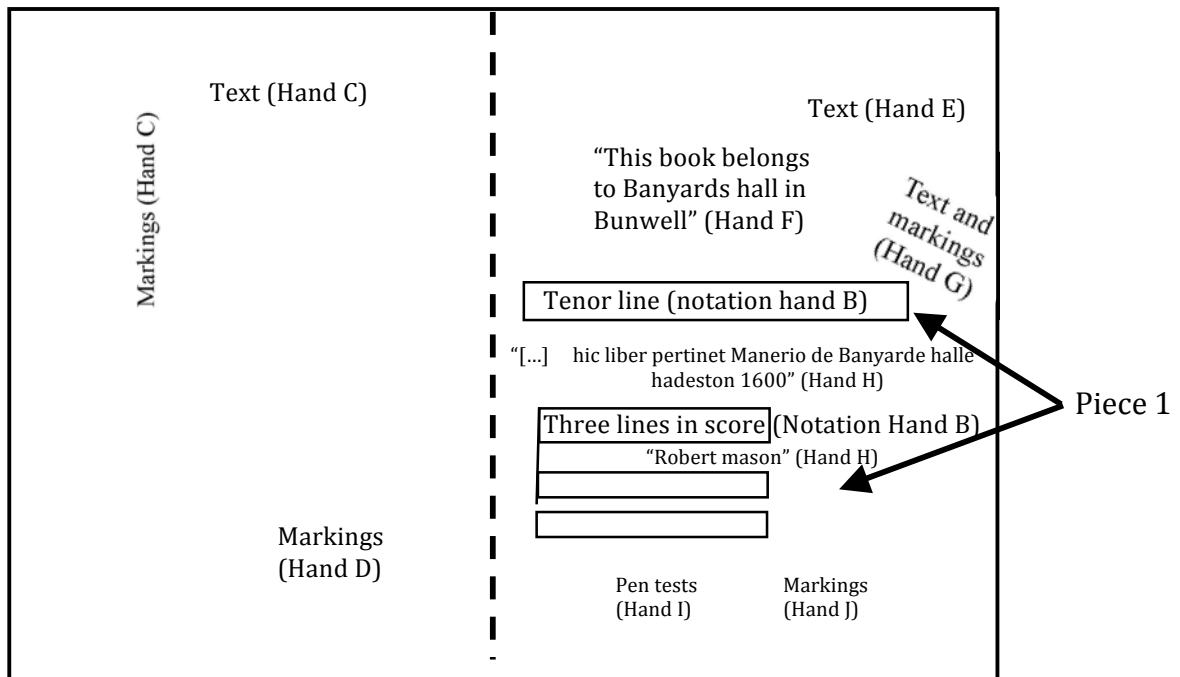 Text (Hand C)
Markings (Hand C)
Markings
(Hand D)
Text (Hand E)
“This book belongs
to Banyards hall in
Bunwell” (Hand F)
Text and
markings
(Hand G)
Tenor line (notation hand B)
“[…] hic liber pertinet Manerio de Banyarde halle
hadeston 1600” (Hand H)
Three lines in score (Notation Hand B)
“Robert mason” (Hand H)
Pen tests
(Hand I)
Markings
(Hand J)
Piece 1